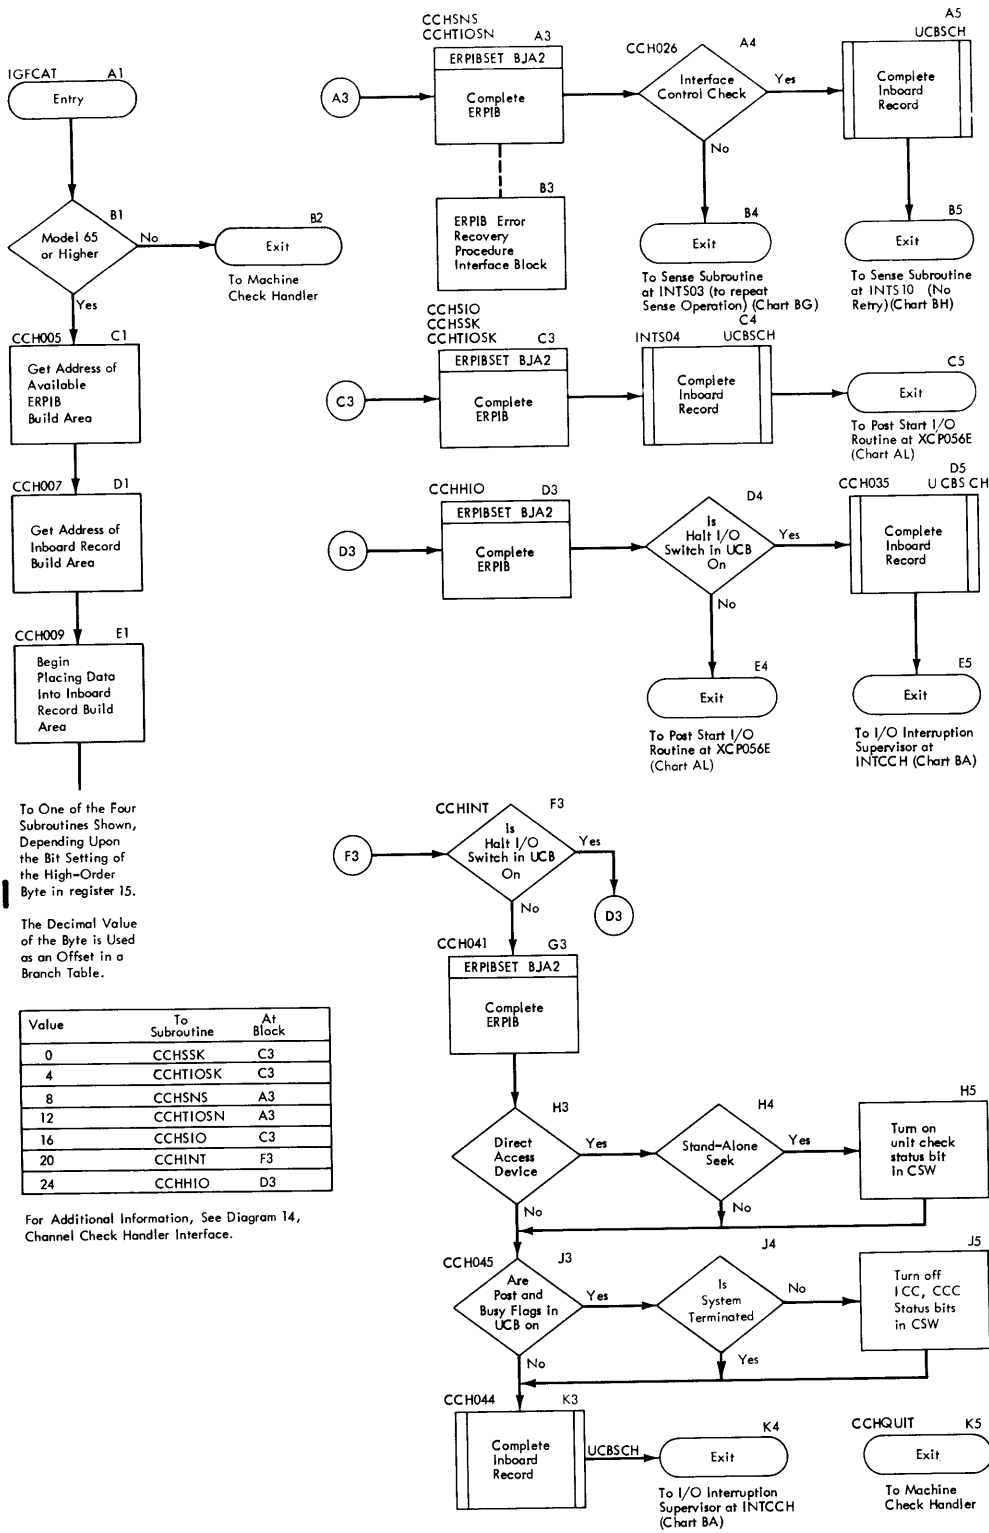 IGFCAT A1
Entry
B1
Model 65
or Higher
No
Yes
B2
Exit
To Machine
Check Handler
CCH005 C1
Get Address of
Available
ERPIB
Build Area
CCH007 D1
Get Address of
Inboard Record
Build Area
CCH009 E1
Begin
Placing Data
Into Inboard
Record Build
Area
To One of the Four
Subroutines Shown,
Depending Upon
the Bit Setting of
the High-Order
Byte in register 15.
The Decimal Value
of the Byte is Used
as an Offset in a
Branch Table.
Value To Subroutine At Block
0 CCHSSK C3
4 CCHTIOSK C3
8 CCHSNS A3
12 CCHTIOSN A3
16 CCHSIO C3
20 CCHINT F3
24 CCHHIO D3
For Additional Information, See Diagram 14,
Channel Check Handler Interface.
A3
CCHSNS
CCHTIOSN A3
ERPIBSET BJA2
Complete
ERPIB
B3
ERPIB Error
Recovery
Procedure
Interface Block
CCH026 A4
Interface
Control Check
Yes
No
A5
UCBSCH
Complete
Inboard
Record
B4
Exit
To Sense Subroutine
at INTS03 (to repeat
Sense Operation) (Chart BG)
B5
Exit
To Sense Subroutine
at INTS10 (No
Retry)(Chart BH)
C3
CCHSIO
CCHSSK
CCHTIOSK C3
ERPIBSET BJA2
Complete
ERPIB
C4
INTS04 UCBSCH
Complete
Inboard
Record
C5
Exit
To Post Start I/O
Routine at XCP056E
(Chart AL)
D3
CCHHIO D3
ERPIBSET BJA2
Complete
ERPIB
D4
Is
Halt I/O
Switch in UCB
On
Yes
No
D5
CCH035 UCBSCH
Complete
Inboard
Record
E4
Exit
To Post Start I/O
Routine at XCP056E
(Chart AL)
E5
Exit
To I/O Interruption
Supervisor at
INTCCH (Chart BA)
F3
CCHINT F3
Is
Halt I/O
Switch in UCB
On
Yes
No
D3
CCH041 G3
ERPIBSET BJA2
Complete
ERPIB
H3
Direct
Access
Device
Yes
No
H4
Stand-Alone
Seek
Yes
No
H5
Turn on
unit check
status bit
in CSW
CCH045 J3
Are
Post and
Busy Flags in
UCB on
Yes
No
J4
Is
System
Terminated
No
Yes
J5
Turn off
ICC, CCC
Status bits
in CSW
CCH044 K3
Complete
Inboard
Record
UCBSCH
K4
Exit
To I/O Interruption
Supervisor at INTCCH
(Chart BA)
CCHQUIT K5
Exit
To Machine
Check Handler